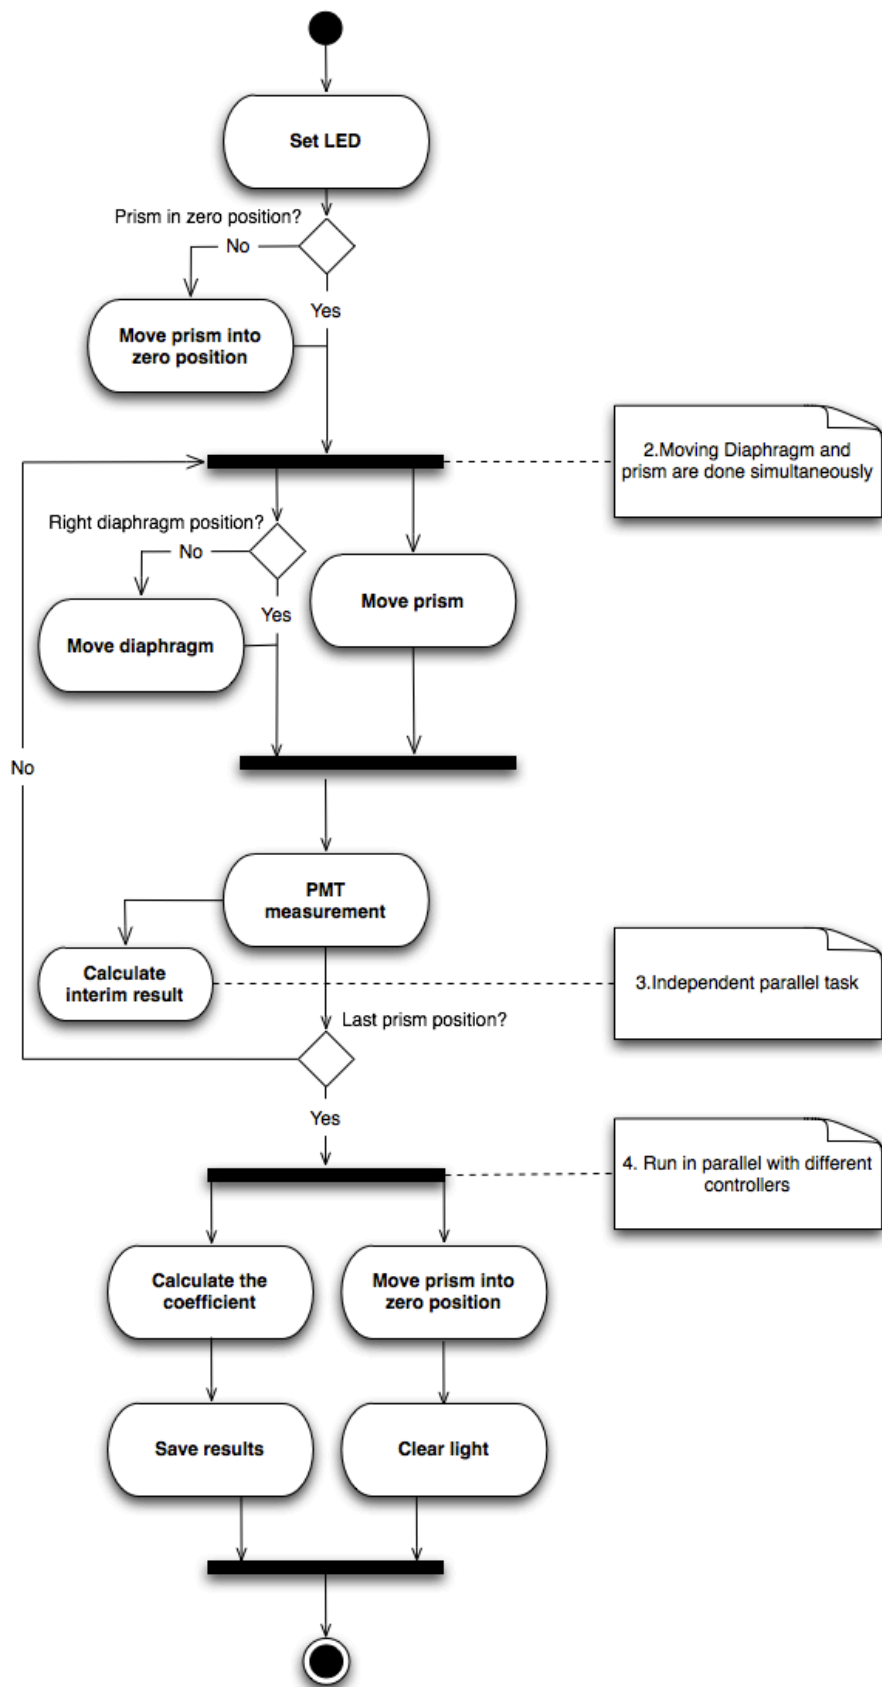 Set LED
Prism in zero position?
No
Yes
Move prism into
zero position
2.Moving Diaphragm and
prism are done simultaneously
Right diaphragm position?
No
Yes
Move prism
Move diaphragm
No
PMT
measurement
Calculate
interim result
3.Independent parallel task
Last prism position?
Yes
4. Run in parallel with different
controllers
Calculate the
coefficient
Move prism into
zero position
Save results
Clear light